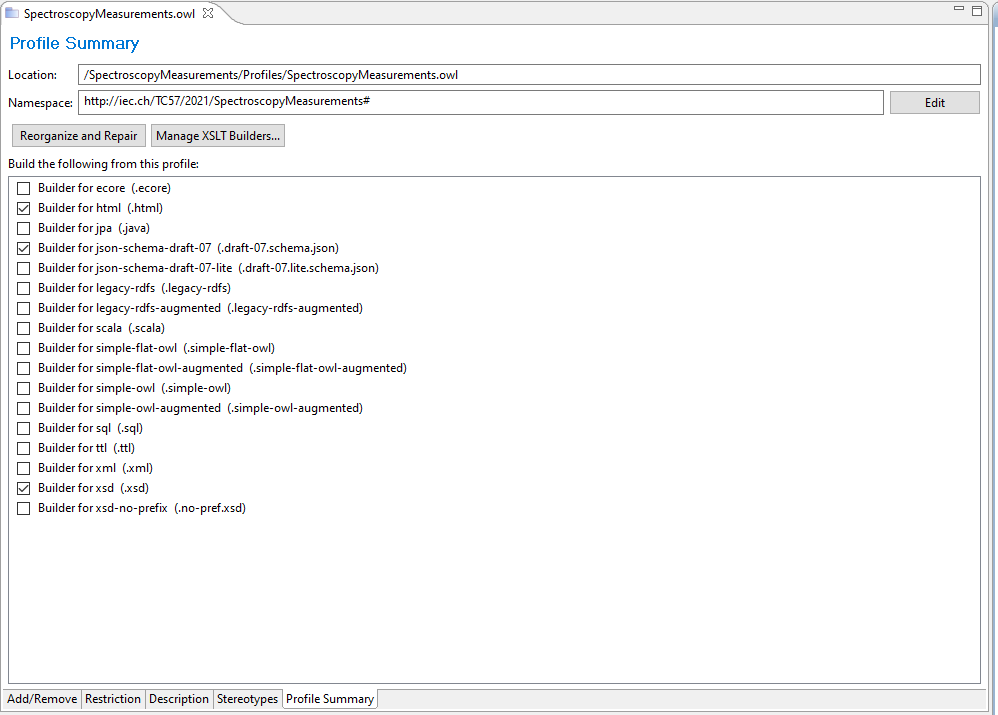 SpectroscopyMeasurements.owl
Profile Summary
Location: /SpectroscopyMeasurements/Profiles/SpectroscopyMeasurements.owl
Namespace: http://iec.ch/TC57/2021/SpectroscopyMeasurements# Edit
Reorganize and Repair Manage XSLT Builders...
Build the following from this profile:
Builder for ecore (.ecore)
Builder for html (.html)
Builder for jpa (.java)
Builder for json-schema-draft-07 (.draft-07.schema.json)
Builder for json-schema-draft-07-lite (.draft-07.lite.schema.json)
Builder for legacy-rdfs (.legacy-rdfs)
Builder for legacy-rdfs-augmented (.legacy-rdfs-augmented)
Builder for scala (.scala)
Builder for simple-flat-owl (.simple-flat-owl)
Builder for simple-flat-owl-augmented (.simple-flat-owl-augmented)
Builder for simple-owl (.simple-owl)
Builder for simple-owl-augmented (.simple-owl-augmented)
Builder for sql (.sql)
Builder for ttl (.ttl)
Builder for xml (.xml)
Builder for xsd (.xsd)
Builder for xsd-no-prefix (.no-pref.xsd)
Add/Remove Restriction Description Stereotypes Profile Summary